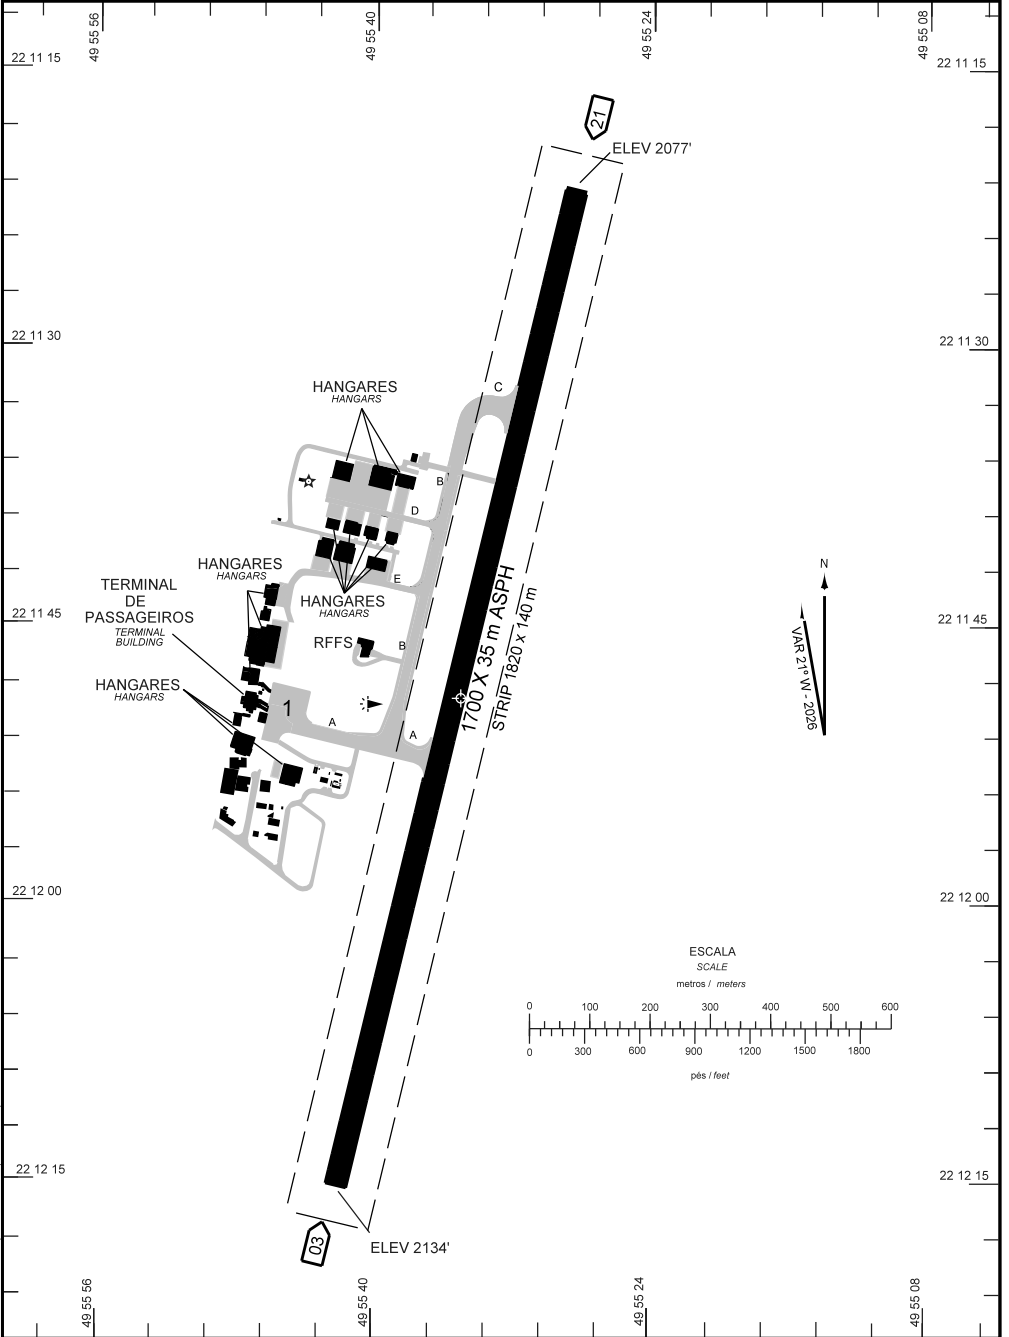 49 55 56
49 55 40
49 55 24
49 55 08
22 11 15
22 11 15
21
ELEV 2077'
22 11 30
22 11 30
C
HANGARES
HANGARS
B
D
E
HANGARES
HANGARS
HANGARES
HANGARS
TERMINAL
DE
PASSAGEIROS
TERMINAL
BUILDING
RFFS
B
22 11 45
22 11 45
N
VAR 21° W - 2026
1700 X 35 m ASPH
STRIP 1820 x 140 m
HANGARES
HANGARS
1
A
A
22 12 00
22 12 00
ESCALA
SCALE
metros / meters
0 100 200 300 400 500 600
0 300 600 900 1200 1500 1800
pés / feet
22 12 15
22 12 15
03
ELEV 2134'
49 55 56
49 55 40
49 55 24
49 55 08